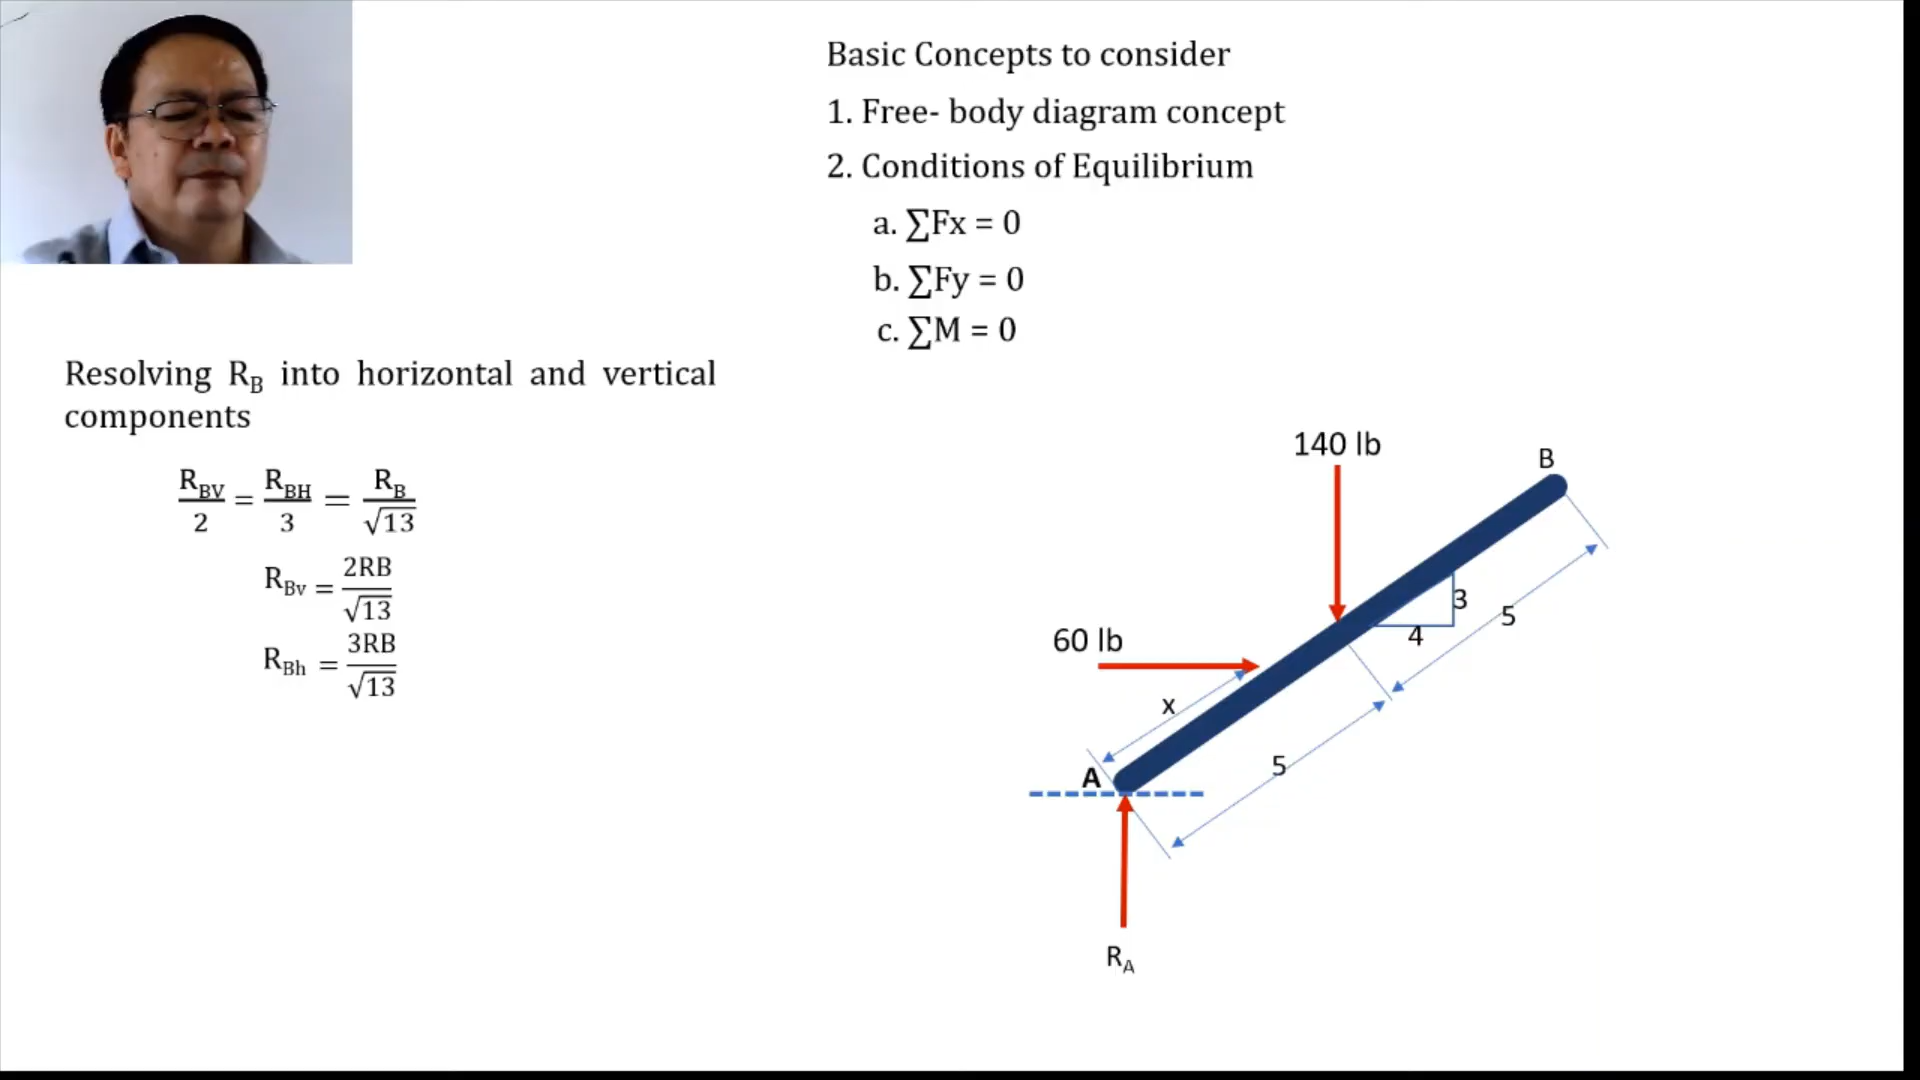 Basic Concepts to consider
1. Free- body diagram concept
2. Conditions of Equilibrium
a. ∑Fx = 0
b. ∑Fy = 0
c. ∑M = 0
Resolving R_B into horizontal and vertical
components
R_BV/2 = R_BH/3 = R_B/√13
R_Bv = 2RB/√13
R_Bh = 3RB/√13
140 lb
B
3
4
5
60 lb
x
5
A
R_A